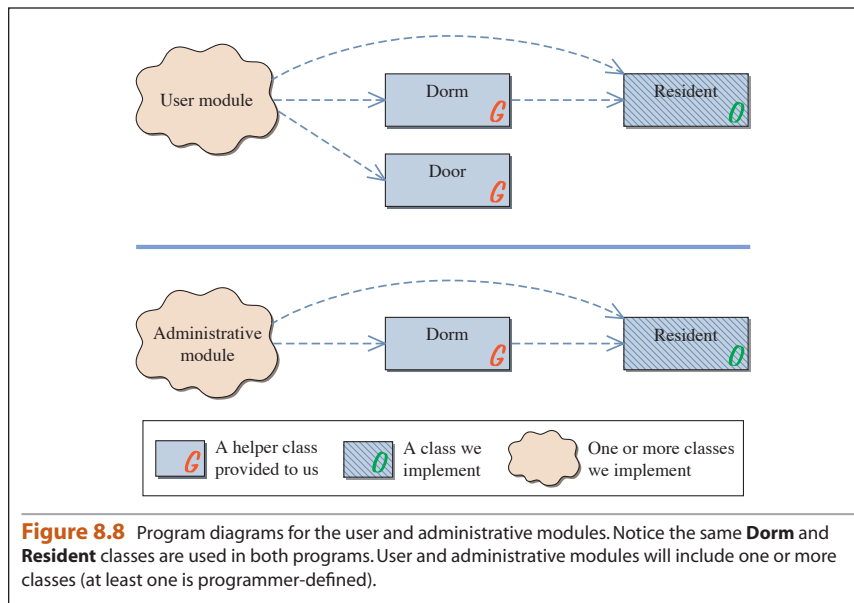 User module
Dorm
G
Resident
O
Door
G
Administrative
module
Dorm
G
Resident
O
G
A helper class
provided to us
O
A class we
implement
One or more classes
we implement
Figure 8.8 Program diagrams for the user and administrative modules. Notice the same Dorm and
Resident classes are used in both programs. User and administrative modules will include one or more
classes (at least one is programmer-defined).